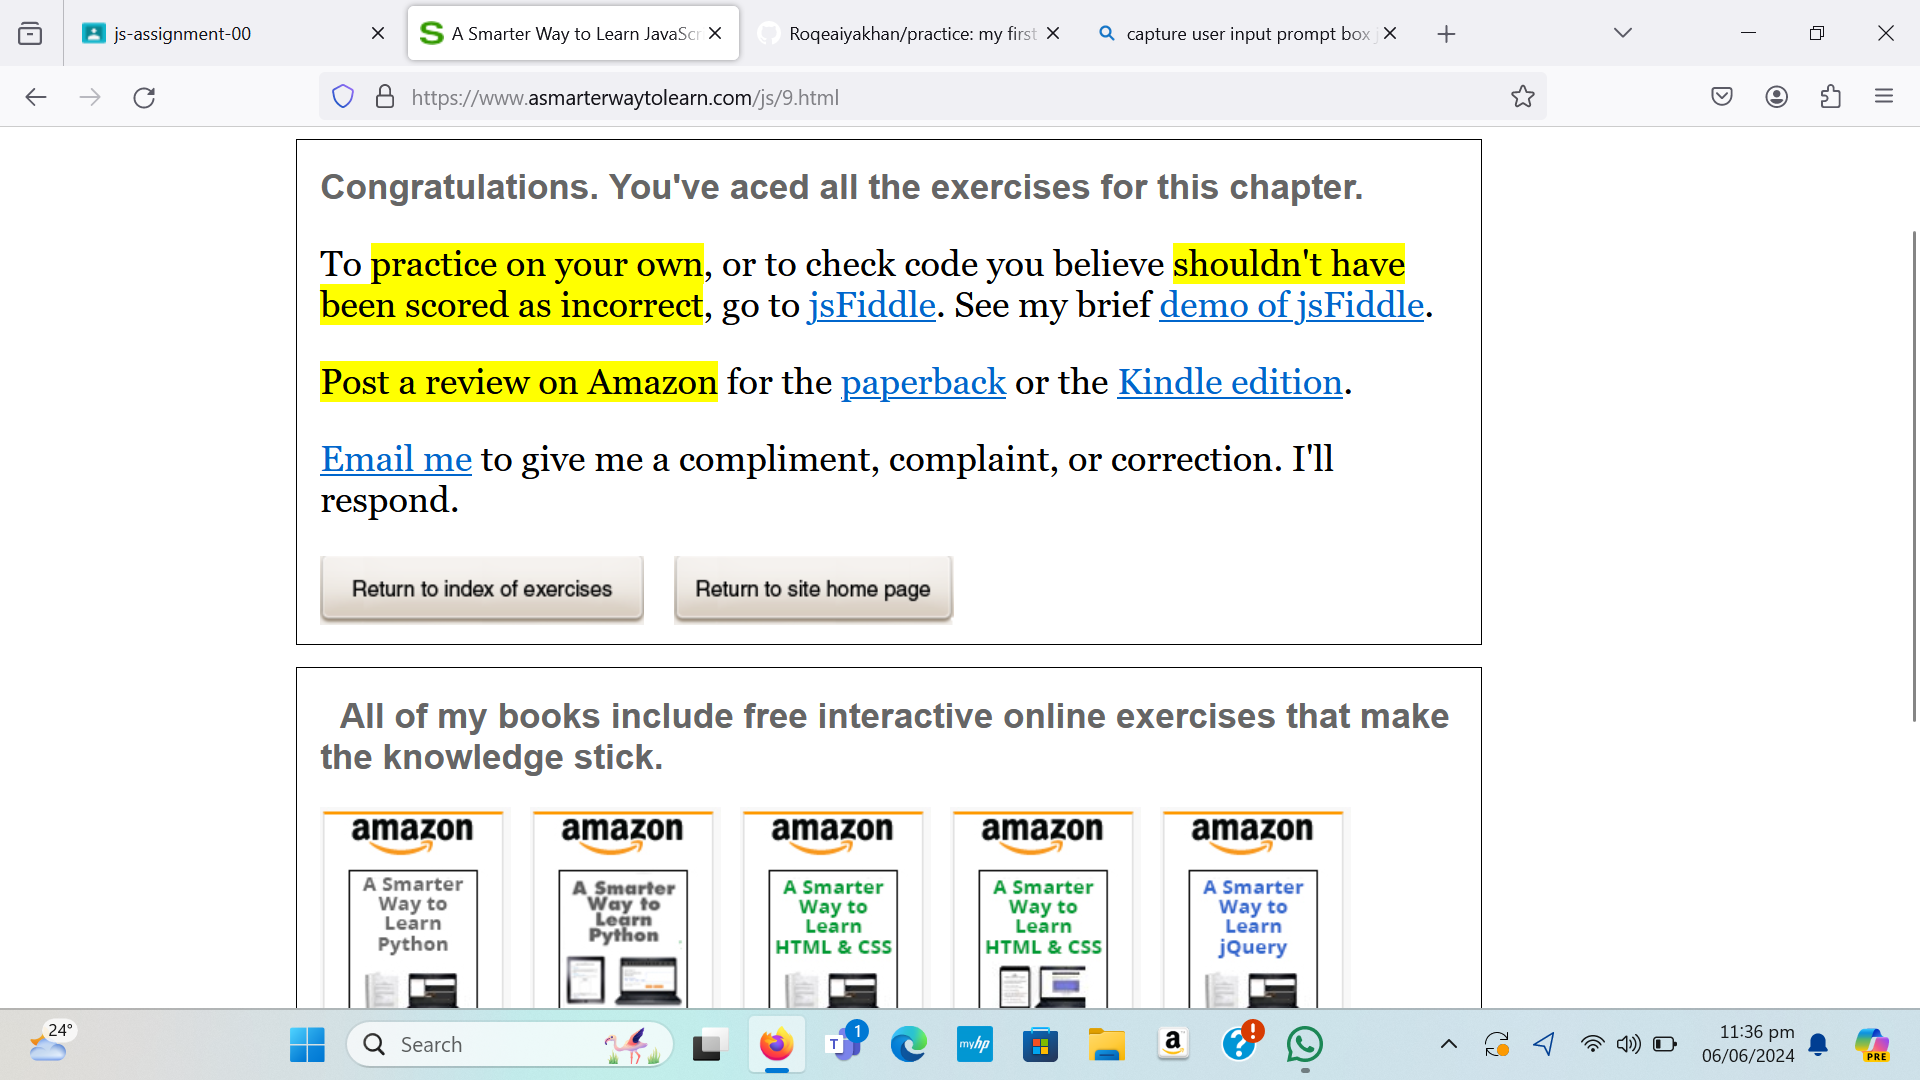 js-assignment-00
A Smarter Way to Learn JavaScr
Roqeaiyakhan/practice: my first
capture user input prompt box j
https://www.asmarterwaytolearn.com/js/9.html
Congratulations. You've aced all the exercises for this chapter.
To practice on your own, or to check code you believe shouldn't have
been scored as incorrect, go to jsFiddle. See my brief demo of jsFiddle.
Post a review on Amazon for the paperback or the Kindle edition.
Email me to give me a compliment, complaint, or correction. I'll
respond.
Return to index of exercises
Return to site home page
All of my books include free interactive online exercises that make
the knowledge stick.
amazon
A Smarter
Way to
Learn
Python
amazon
A Smarter
Way to
Learn
Python
amazon
A Smarter
Way to
Learn
HTML & CSS
amazon
A Smarter
Way to
Learn
HTML & CSS
amazon
A Smarter
Way to
Learn
jQuery
24°
Search
T
1
myhp
a
?
!
11:36 pm
06/06/2024
PRE